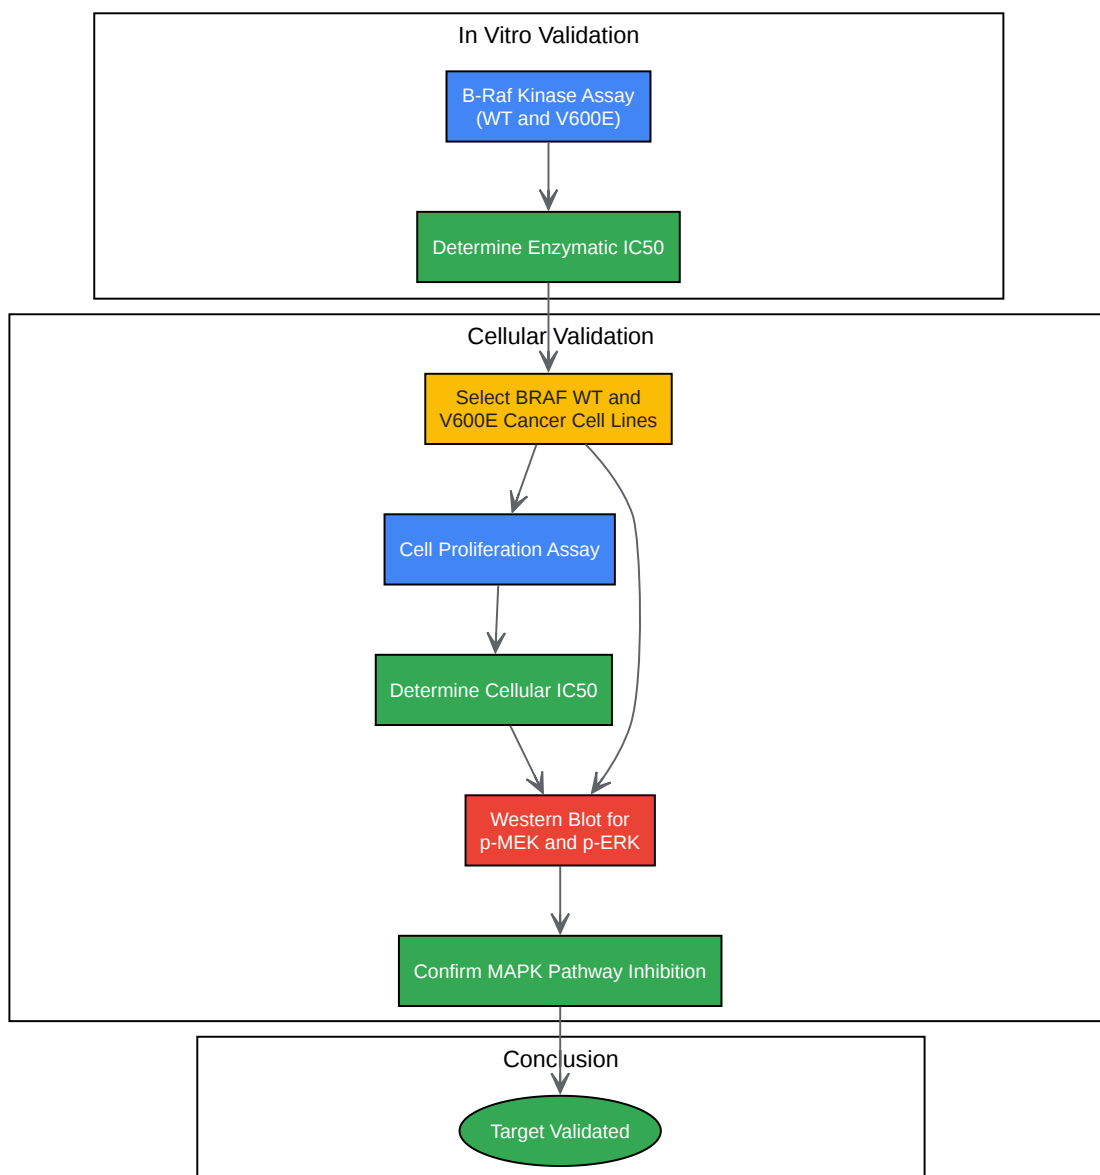 In Vitro Validation
B-Raf Kinase Assay
(WT and V600E)
Determine Enzymatic IC50
Cellular Validation
Select BRAF WT and
V600E Cancer Cell Lines
Cell Proliferation Assay
Determine Cellular IC50
Western Blot for
p-MEK and p-ERK
Confirm MAPK Pathway Inhibition
Conclusion
Target Validated